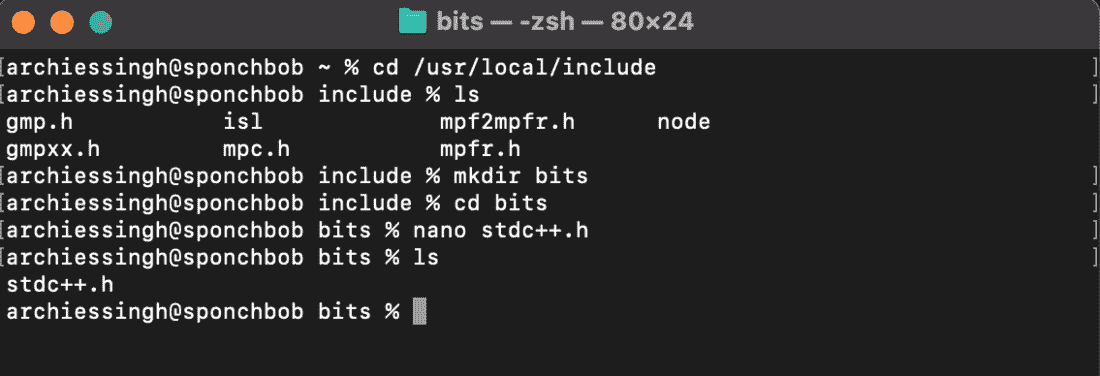 bits — -zsh — 80×24
archiessingh@sponchbob ~ % cd /usr/local/include
archiessingh@sponchbob include % ls
gmp.h isl mpf2mpfr.h node
gmpxx.h mpc.h mpfr.h
archiessingh@sponchbob include % mkdir bits
archiessingh@sponchbob include % cd bits
archiessingh@sponchbob bits % nano stdc++.h
archiessingh@sponchbob bits % ls
stdc++.h
archiessingh@sponchbob bits %